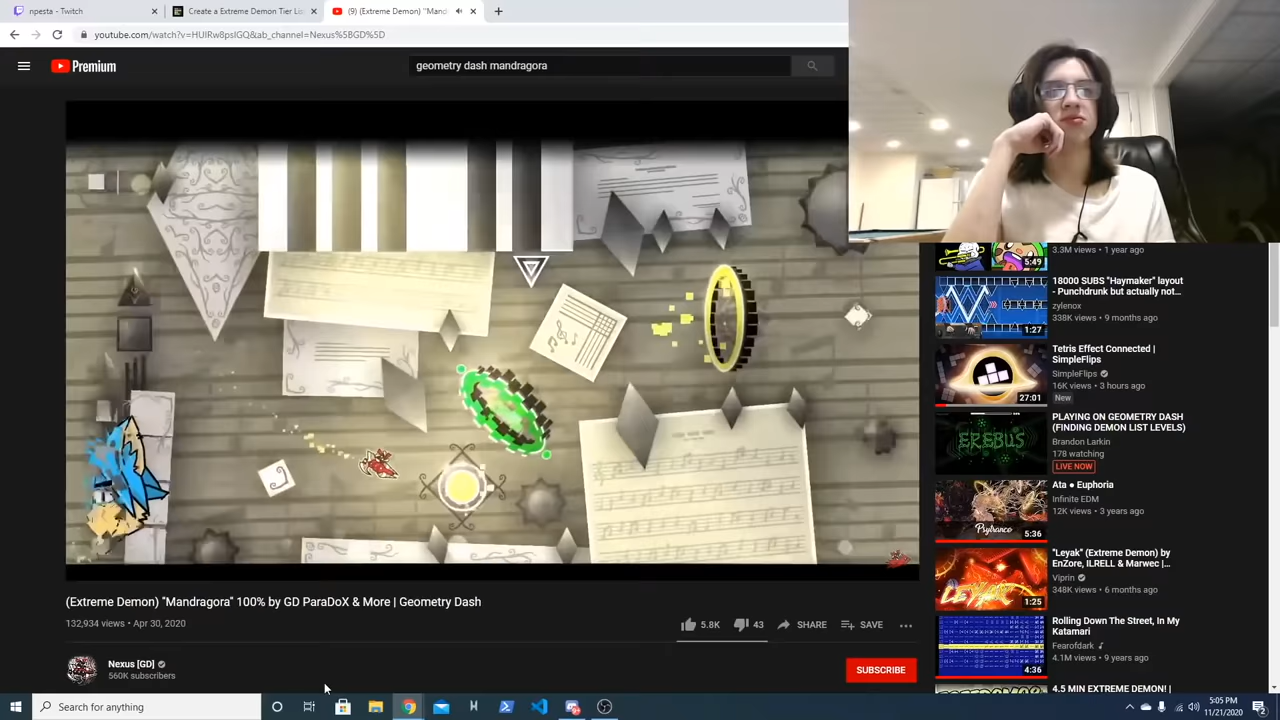 npesta - Twitch
Create a Extreme Demon Tier Lis
(9) (Extreme Demon) "Mand
youtube.com/watch?v=HUIRw8pslGQ&ab_channel=Nexus%5BGD%5D
Premium
geometry dash mandragora
3.3M views • 1 year ago
5:49
18000 SUBS "Haymaker" layout
- Punchdrunk but actually not...
zylenox
338K views • 9 months ago
1:27
Tetris Effect Connected |
SimpleFlips
SimpleFlips
16K views • 3 hours ago
New
27:01
PLAYING ON GEOMETRY DASH
(FINDING DEMON LIST LEVELS)
Brandon Larkin
178 watching
LIVE NOW
EREBUS
Ata ● Euphoria
Infinite EDM
12K views • 3 years ago
Psytrance
5:36
"Leyak" (Extreme Demon) by
EnZore, ILRELL & Marwec |...
Viprin
348K views • 6 months ago
LEYAK
1:25
Rolling Down The Street, In My
Katamari
Fearofdark
4.1M views • 9 years ago
4:36
4.5 MIN EXTREME DEMON! |
(Extreme Demon) "Mandragora" 100% by GD FatzoX & More | Geometry Dash
132,934 views • Apr 30, 2020
5.8K
SHARE
SAVE
Nexus [GD]
560K subscribers
SUBSCRIBE
Search for anything
5:05 PM
11/21/2020